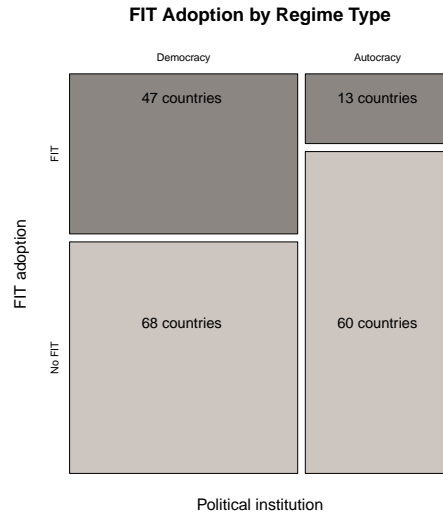 FIT Adoption by Regime Type
Democracy
Autocracy
47 countries
13 countries
FIT
FIT adoption
68 countries
60 countries
No FIT
Political institution